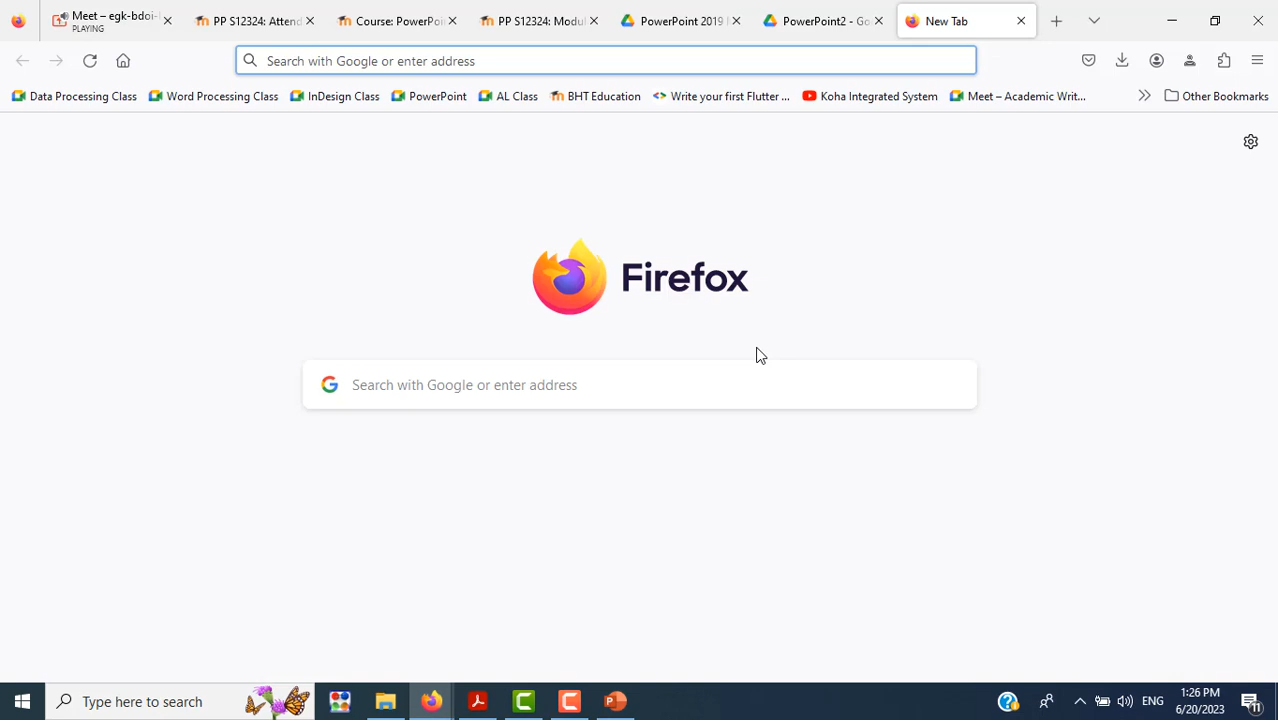 Meet – egk-bdoi-
PLAYING
PP S12324: Attend
Course: PowerPoi
PP S12324: Modul
PowerPoint 2019
PowerPoint2 - Go
New Tab
Search with Google or enter address
Data Processing Class
Word Processing Class
InDesign Class
PowerPoint
AL Class
BHT Education
Write your first Flutter ...
Koha Integrated System
Meet – Academic Writ...
Other Bookmarks
Firefox
Search with Google or enter address
Type here to search
ENG
1:26 PM
6/20/2023
11